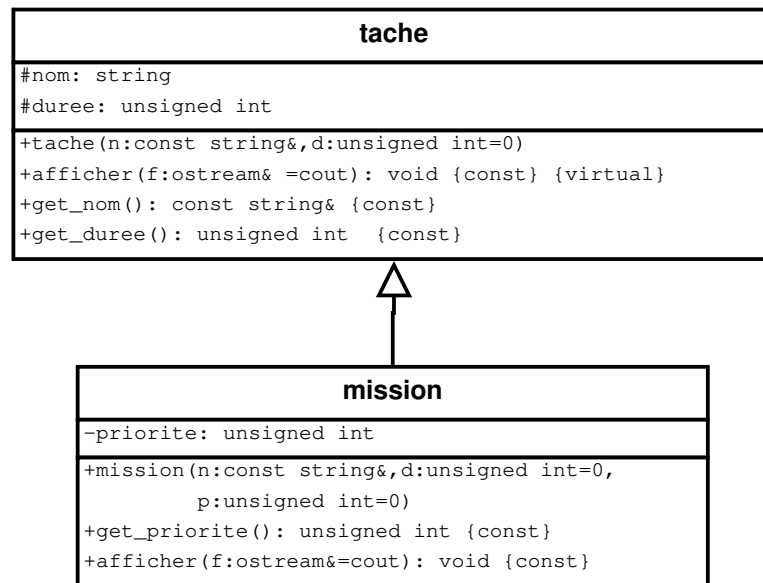 tache
#nom: string
#duree: unsigned int
+tache(n:const string&,d:unsigned int=0)
+afficher(f:ostream& =cout): void {const} {virtual}
+get_nom(): const string& {const}
+get_duree(): unsigned int  {const}
mission
-priorite: unsigned int
+mission(n:const string&,d:unsigned int=0,
p:unsigned int=0)
+get_priorite(): unsigned int {const}
+afficher(f:ostream&=cout): void {const}